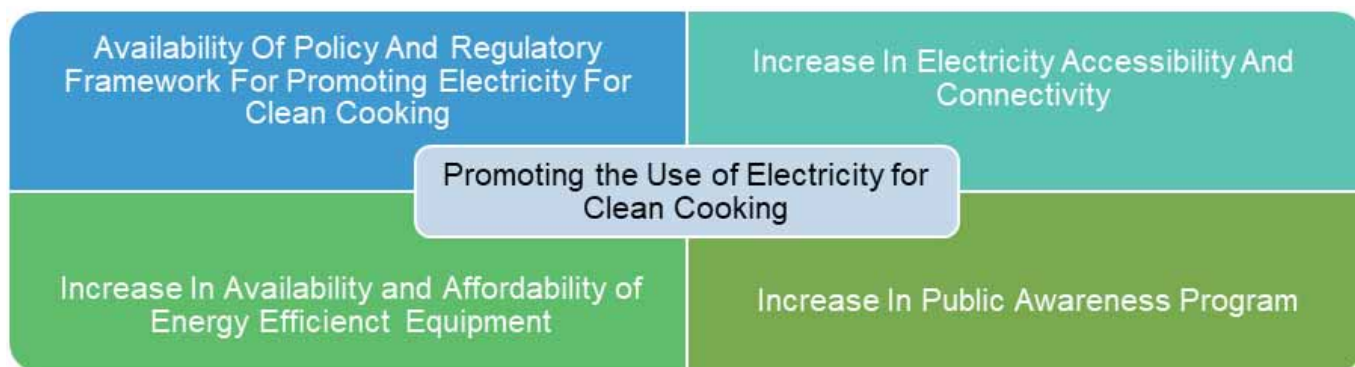 Availability Of Policy And Regulatory
Framework For Promoting Electricity For
Clean Cooking
Increase In Electricity Accessibility And
Connectivity
Promoting the Use of Electricity for
Clean Cooking
Increase In Availability and Affordability of
Energy Efficienct Equipment
Increase In Public Awareness Program